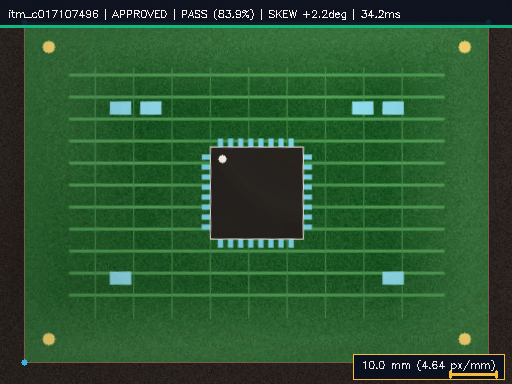 itm_c017107496 | APPROVED | PASS (83.9%) | SKEW +2.2deg | 34.2ms
10.0 mm (4.64 px/mm)